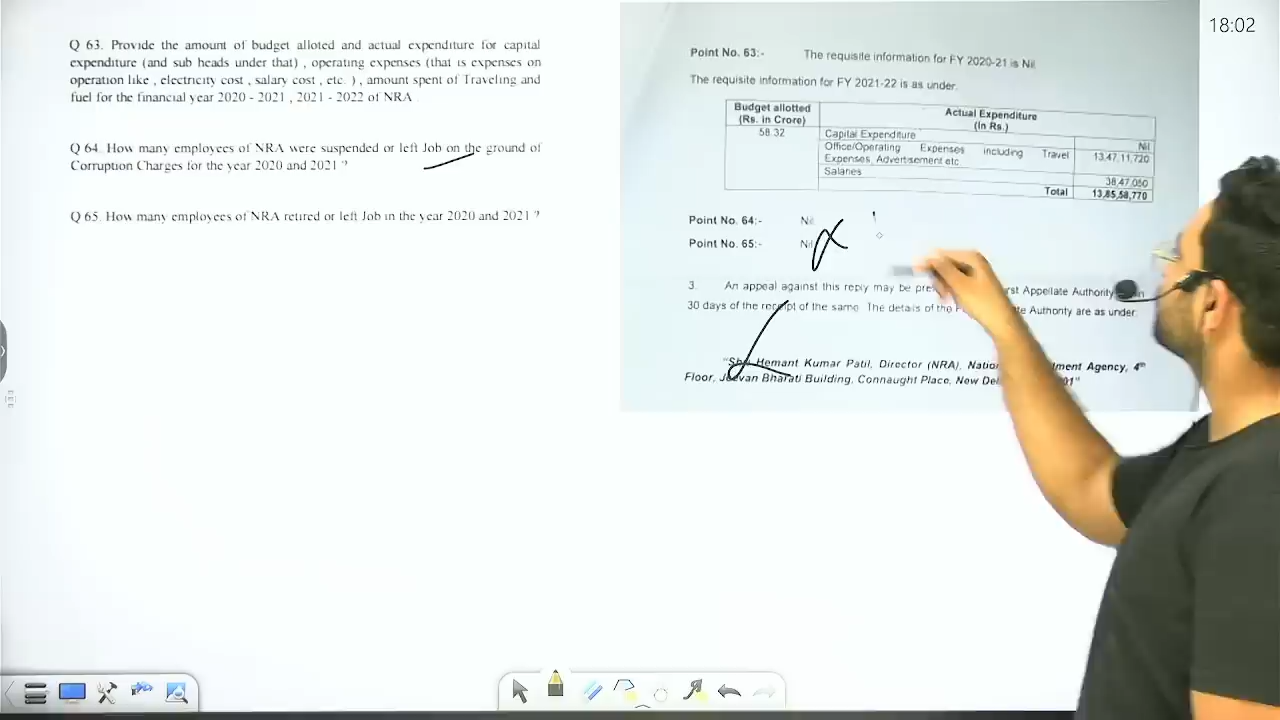 18:02
Q 63. Provide the amount of budget alloted and actual expenditure for capital
expenditure (and sub heads under that) , operating expenses (that is expenses on
operation like , electricity cost , salary cost , etc. ) , amount spent of Traveling and
fuel for the financial year 2020 - 2021 , 2021 - 2022 of NRA
Q 64. How many employees of NRA were suspended or left Job on the ground of
Corruption Charges for the year 2020 and 2021 ?
Q 65. How many employees of NRA retired or left Job in the year 2020 and 2021 ?
Point No. 63:- The requisite information for FY 2020-21 is Nil
The requisite information for FY 2021-22 is as under.
Budget allotted
(Rs. in Crore)
Actual Expenditure
(In Rs.)
58.32
Capital Expenditure Nil
Office/Operating Expenses including Travel
Expenses, Advertisement etc. 13,47,11,720
Salaries 38,47,050
Total 13,85,58,770
Point No. 64:- Nil
Point No. 65:- Nil
3. An appeal against this reply may be Appellate Authority
30 days of the receipt of the same. The details of the Authority are as under:
Hemant Kumar Patil, Director (NRA), Agency, 4th
Floor, Jeevan Bharati Building, Connaught Place, New